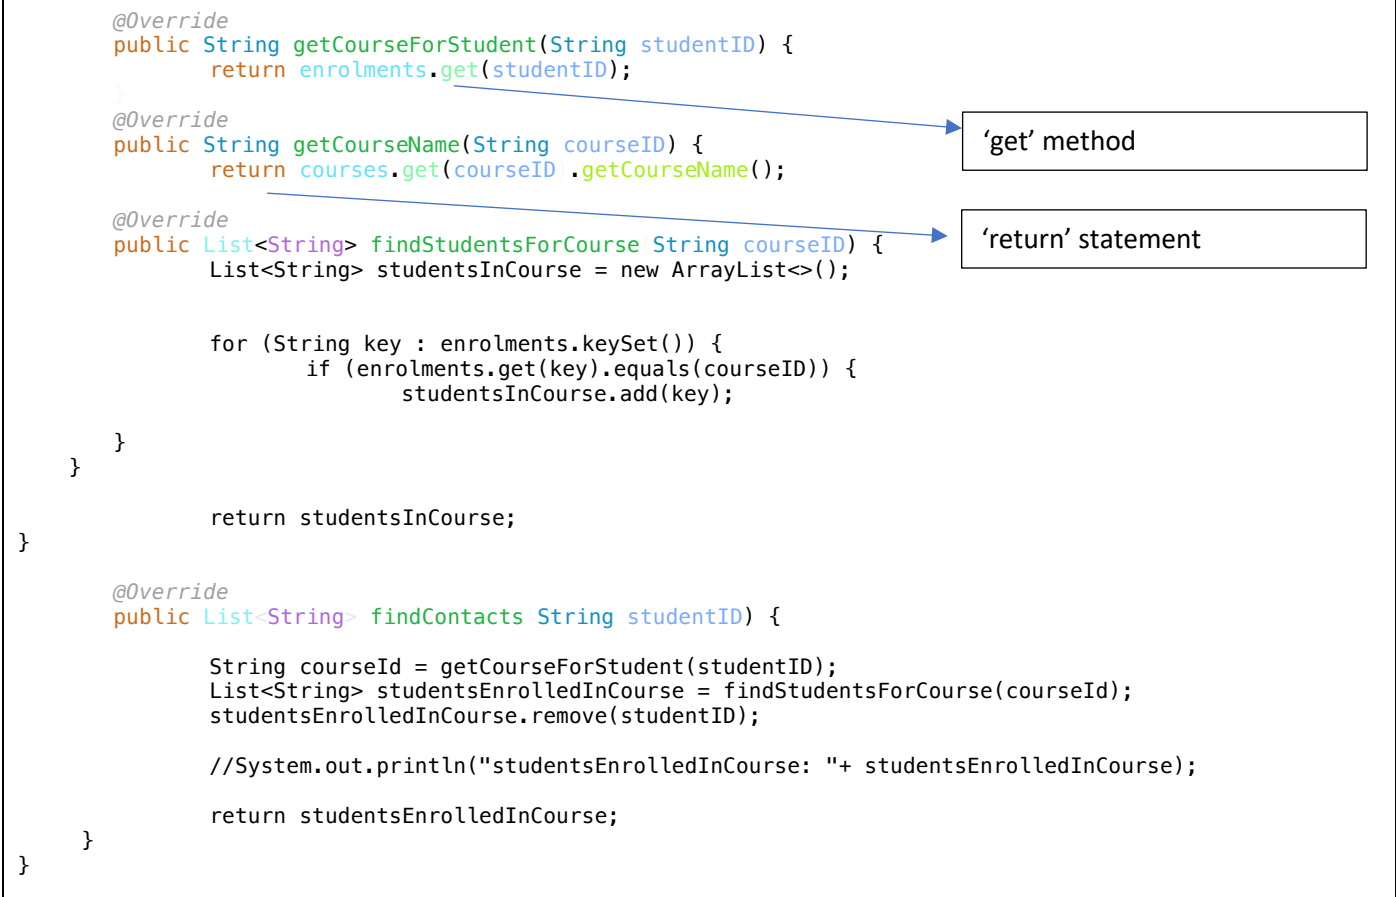 @Override
public String getCourseForStudent(String studentID) {
return enrolments.get(studentID);
}
@Override
public String getCourseName(String courseID) {
return courses.get(courseID).getCourseName();
‘get’ method
@Override
public List<String> findStudentsForCourse String courseID) {
List<String> studentsInCourse = new ArrayList<>();
‘return’ statement
for (String key : enrolments.keySet()) {
if (enrolments.get(key).equals(courseID)) {
studentsInCourse.add(key);
}
}
return studentsInCourse;
}
@Override
public List<String> findContacts String studentID) {
String courseId = getCourseForStudent(studentID);
List<String> studentsEnrolledInCourse = findStudentsForCourse(courseId);
studentsEnrolledInCourse.remove(studentID);
//System.out.println("studentsEnrolledInCourse: "+ studentsEnrolledInCourse);
return studentsEnrolledInCourse;
}
}